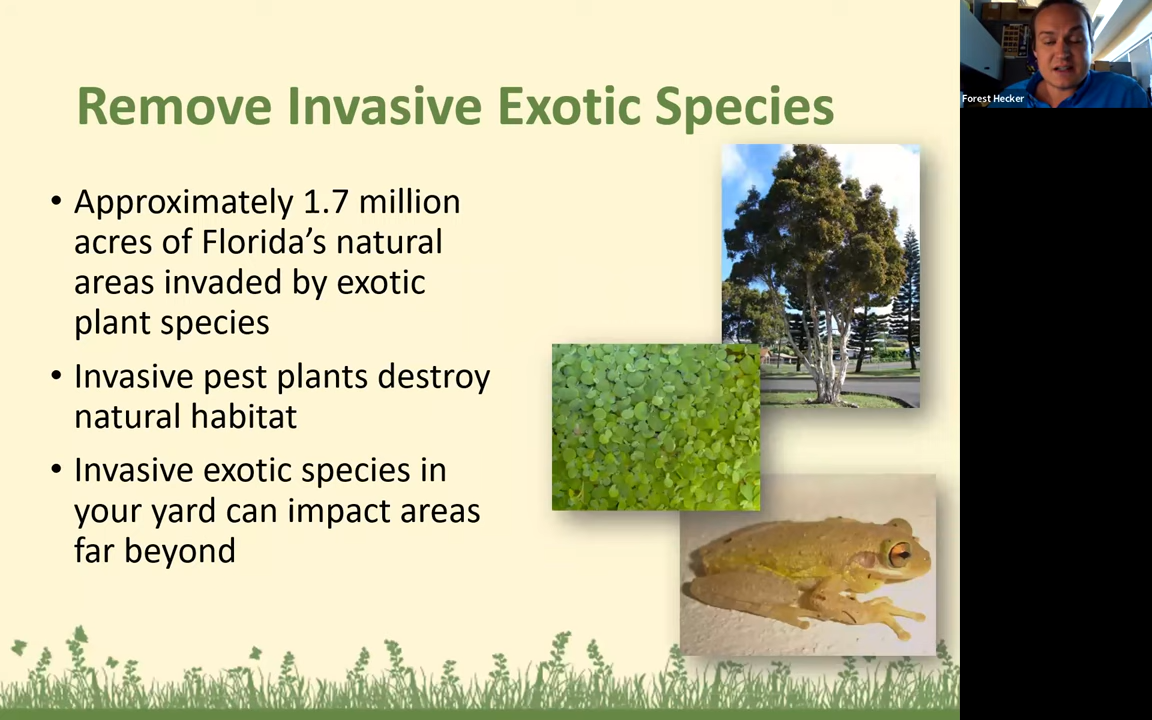 Remove Invasive Exotic Species
• Approximately 1.7 million
acres of Florida’s natural
areas invaded by exotic
plant species
• Invasive pest plants destroy
natural habitat
• Invasive exotic species in
your yard can impact areas
far beyond
Forest Hecker